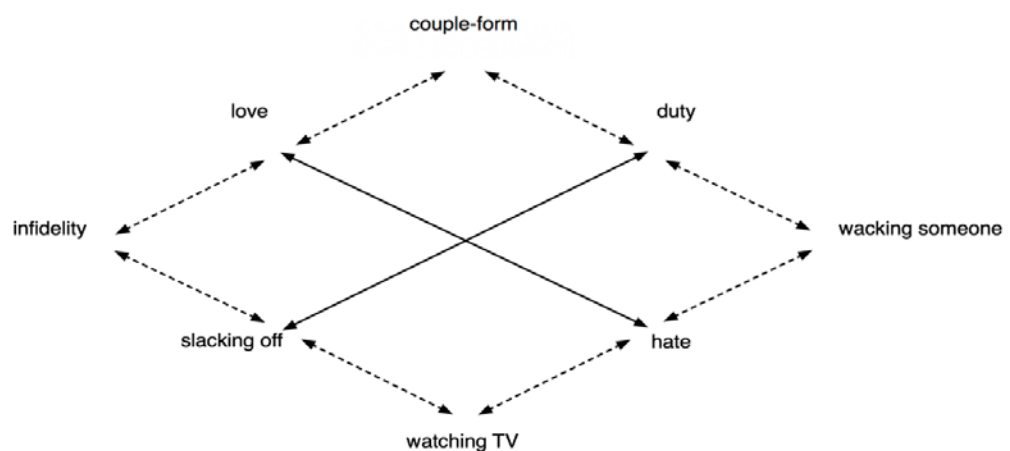 couple-form
love
duty
infidelity
wacking someone
slacking off
hate
watching TV